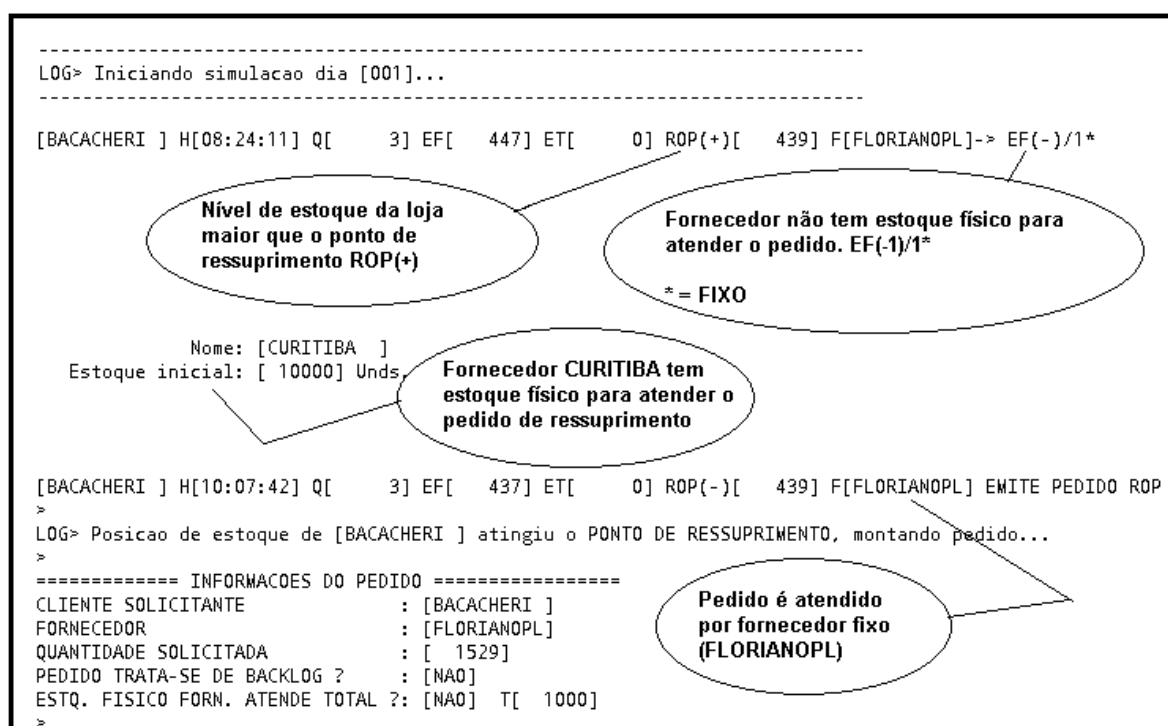 ---------------------------------------------------------------------------
LOG> Iniciando simulacao dia [001]...
---------------------------------------------------------------------------
[BACACHERI ] H[08:24:11] Q[     3] EF[   447] ET[     0] ROP(+)[   439] F[FLORIANOPL]-> EF(-)/1*
Nível de estoque da loja
maior que o ponto de
ressuprimento ROP(+)
Fornecedor não tem estoque físico para
atender o pedido. EF(-1)/1*
* = FIXO
Nome: [CURITIBA  ]
Estoque inicial: [ 10000] Unds.
Fornecedor CURITIBA tem
estoque físico para atender o
pedido de ressuprimento
[BACACHERI ] H[10:07:42] Q[     3] EF[   437] ET[     0] ROP(-)[   439] F[FLORIANOPL] EMITE PEDIDO ROP
>
LOG> Posicao de estoque de [BACACHERI ] atingiu o PONTO DE RESSUPRIMENTO, montando pedido...
>
============= INFORMACOES DO PEDIDO =================
CLIENTE SOLICITANTE              : [BACACHERI ]
FORNECEDOR                       : [FLORIANOPL]
QUANTIDADE SOLICITADA            : [  1529]
PEDIDO TRATA-SE DE BACKLOG ?     : [NAO]
ESTQ. FISICO FORN. ATENDE TOTAL ?: [NAO]  T[  1000]
>
Pedido é atendido
por fornecedor fixo
(FLORIANOPL)